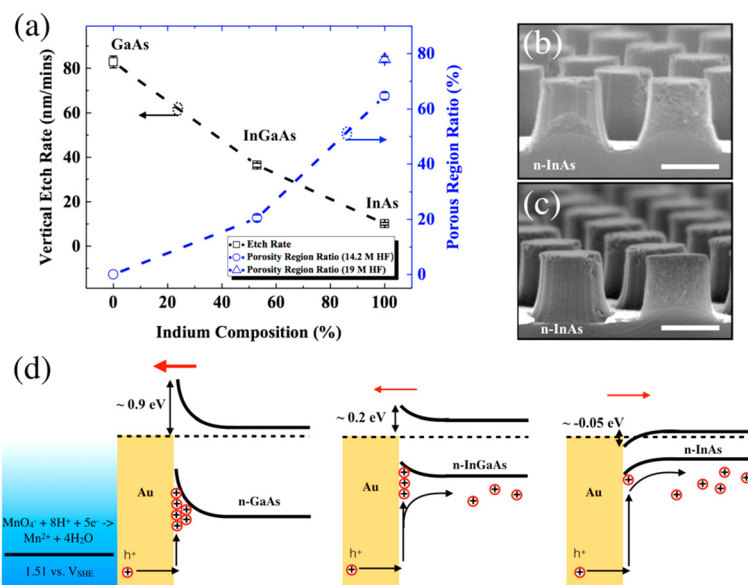 (a)
GaAs
InGaAs
InAs
Vertical Etch Rate (nm/mins)
80
60
40
20
0
Porous Region Ratio (%)
80
60
40
20
0
Etch Rate
Porosity Region Ratio (14.2 M HF)
Porosity Region Ratio (19 M HF)
0 20 40 60 80 100
Indium Composition (%)
(b)
n-InAs
(c)
n-InAs
(d)
~ 0.9 eV
Au
n-GaAs
h⁺
MnO₄⁻ + 8H⁺ + 5e⁻ ->
Mn²⁺ + 4H₂O
1.51 vs. V_SHE
~ 0.2 eV
Au
n-InGaAs
h⁺
~ -0.05 eV
Au
n-InAs
h⁺